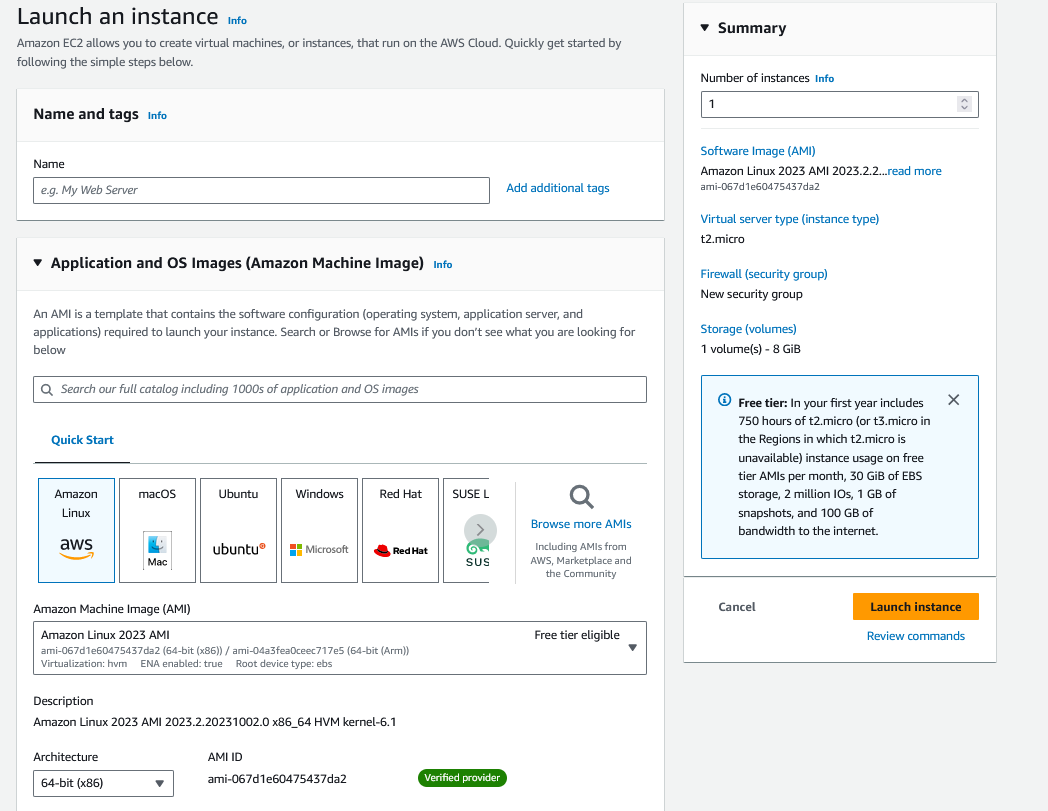 Launch an instance Info
Amazon EC2 allows you to create virtual machines, or instances, that run on the AWS Cloud. Quickly get started by
following the simple steps below.
Name and tags Info
Name
e.g. My Web Server
Add additional tags
Application and OS Images (Amazon Machine Image) Info
An AMI is a template that contains the software configuration (operating system, application server, and
applications) required to launch your instance. Search or Browse for AMIs if you don't see what you are looking for
below
Search our full catalog including 1000s of application and OS images
Quick Start
Amazon
Linux
aws
macOS
Mac
Ubuntu
ubuntu
Windows
Microsoft
Red Hat
Red Hat
SUSE L
SUS
Browse more AMIs
Including AMIs from
AWS, Marketplace and
the Community
Amazon Machine Image (AMI)
Amazon Linux 2023 AMI
Free tier eligible
ami-067d1e60475437da2 (64-bit (x86)) / ami-04a3fea0ceec717e5 (64-bit (Arm))
Virtualization: hvm ENA enabled: true Root device type: ebs
Description
Amazon Linux 2023 AMI 2023.2.20231002.0 x86_64 HVM kernel-6.1
Architecture
64-bit (x86)
AMI ID
ami-067d1e60475437da2
Verified provider
Summary
Number of instances Info
1
Software Image (AMI)
Amazon Linux 2023 AMI 2023.2.2...read more
ami-067d1e60475437da2
Virtual server type (instance type)
t2.micro
Firewall (security group)
New security group
Storage (volumes)
1 volume(s) - 8 GiB
Free tier: In your first year includes
750 hours of t2.micro (or t3.micro in
the Regions in which t2.micro is
unavailable) instance usage on free
tier AMIs per month, 30 GiB of EBS
storage, 2 million IOs, 1 GB of
snapshots, and 100 GB of
bandwidth to the internet.
Cancel
Launch instance
Review commands